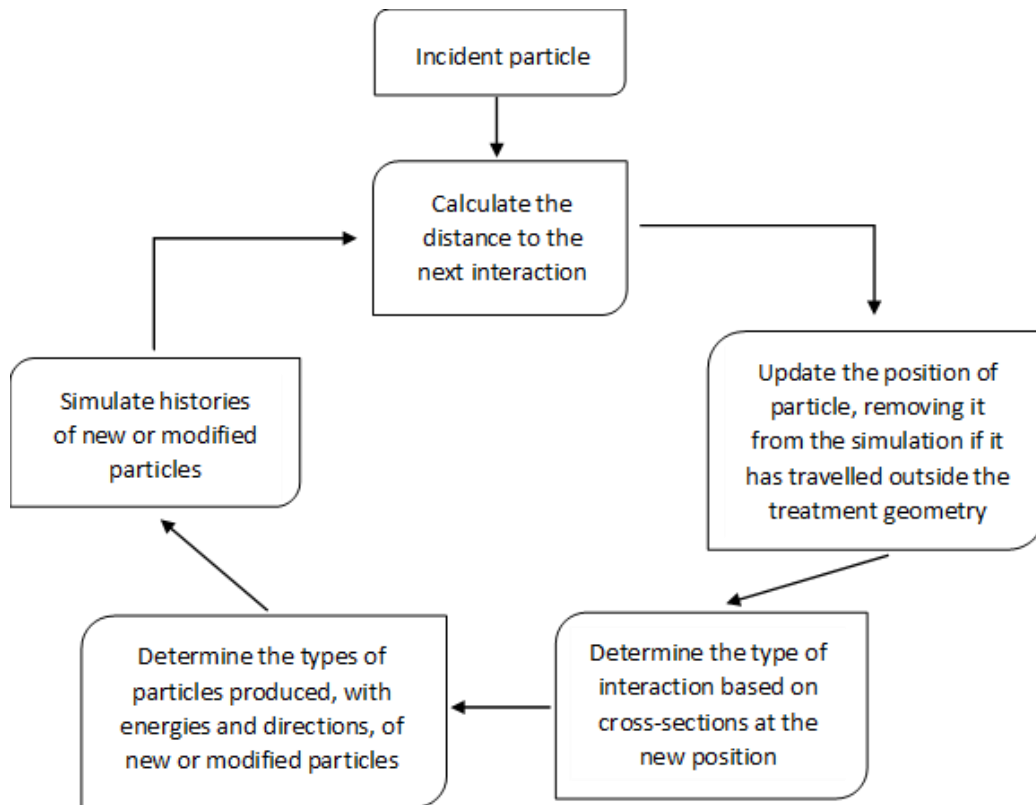 Incident particle
Calculate the
distance to the
next interaction
Update the position of
particle, removing it
from the simulation if it
has travelled outside the
treatment geometry
Determine the type of
interaction based on
cross-sections at the
new position
Determine the types of
particles produced, with
energies and directions, of
new or modified particles
Simulate histories
of new or modified
particles